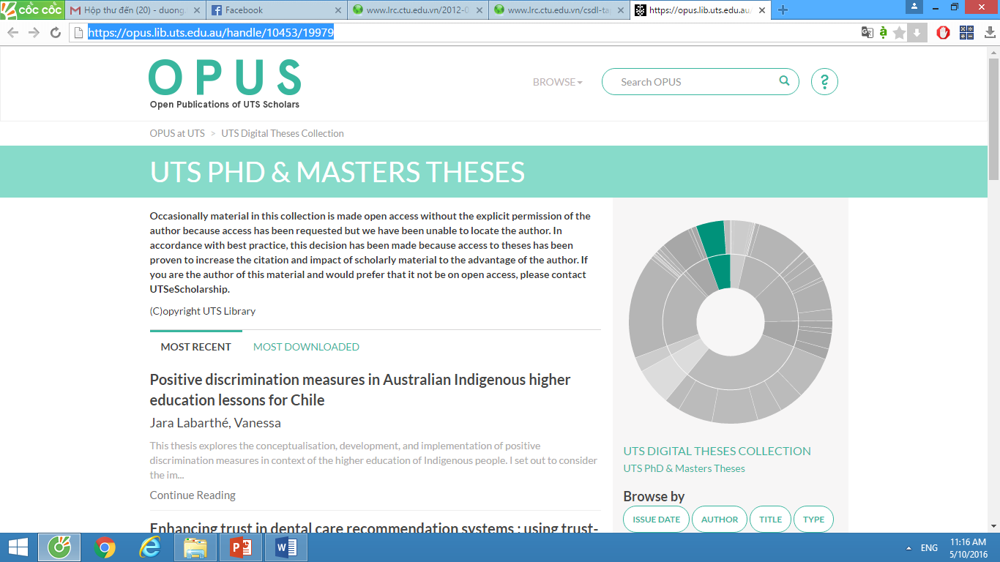 cốc cốc
Hộp thư đến (20) - duong.
Facebook
www.lrc.ctu.edu.vn/2012-0
www.lrc.ctu.edu.vn/csdl-ta
https://opus.lib.uts.edu.au
https://opus.lib.uts.edu.au/handle/10453/19979
OPUS
Open Publications of UTS Scholars
BROWSE
Search OPUS
?
OPUS at UTS > UTS Digital Theses Collection
UTS PHD & MASTERS THESES
Occasionally material in this collection is made open access without the explicit permission of the
author because access has been requested but we have been unable to locate the author. In
accordance with best practice, this decision has been made because access to theses has been
proven to increase the citation and impact of scholarly material to the advantage of the author. If
you are the author of this material and would prefer that it not be on open access, please contact
UTSeScholarship.
(C)opyright UTS Library
MOST RECENT
MOST DOWNLOADED
Positive discrimination measures in Australian Indigenous higher
education lessons for Chile
Jara Labarthé, Vanessa
This thesis explores the conceptualisation, development, and implementation of positive
discrimination measures in context of the higher education of Indigenous people. I set out to consider
the im...
Continue Reading
Enhancing trust in dental care recommendation systems : using trust-
UTS DIGITAL THESES COLLECTION
UTS PhD & Masters Theses
Browse by
ISSUE DATE
AUTHOR
TITLE
TYPE
ENG
11:16 AM
5/10/2016